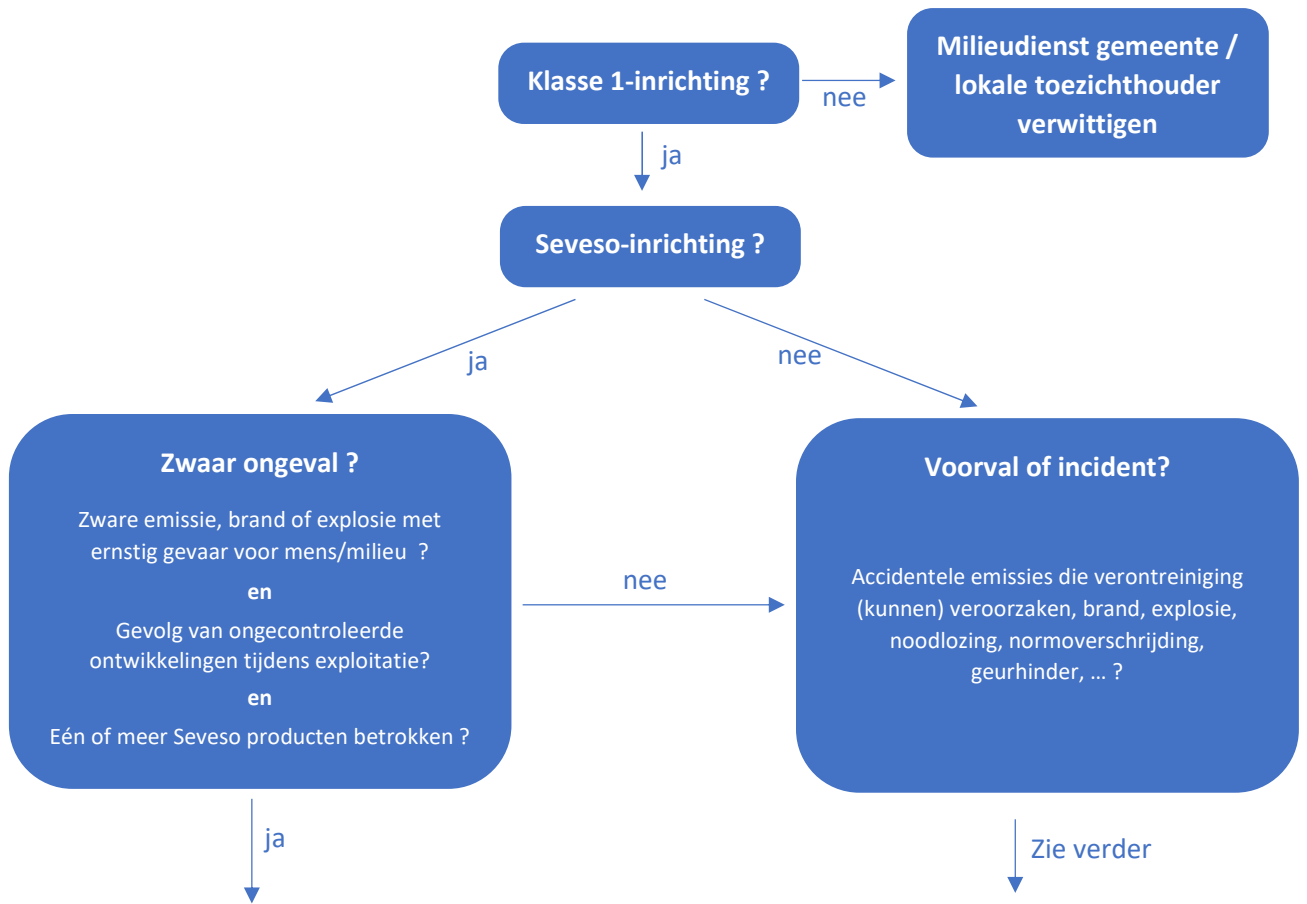 Klasse 1-inrichting ?
nee
Milieudienst gemeente /
lokale toezichthouder
verwittigen
ja
Seveso-inrichting ?
ja
nee
Zwaar ongeval ?
Zware emissie, brand of explosie met
ernstig gevaar voor mens/milieu ?
en
Gevolg van ongecontroleerde
ontwikkelingen tijdens exploitatie?
en
Eén of meer Seveso producten betrokken ?
nee
Voorval of incident?
Accidentele emissies die verontreiniging
(kunnen) veroorzaken, brand, explosie,
noodlozing, normoverschrijding,
geurhinder, ... ?
ja
Zie verder